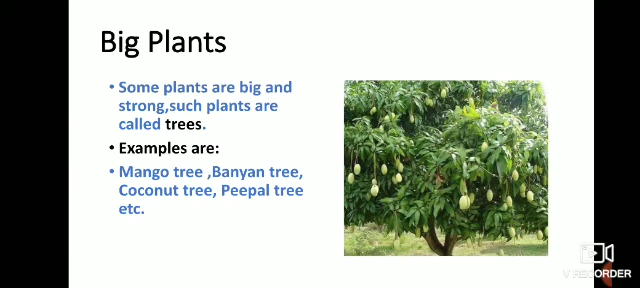 Big Plants
• Some plants are big and
strong,such plants are
called trees.
• Examples are:
• Mango tree ,Banyan tree,
Coconut tree, Peepal tree
etc.
V RECORDER